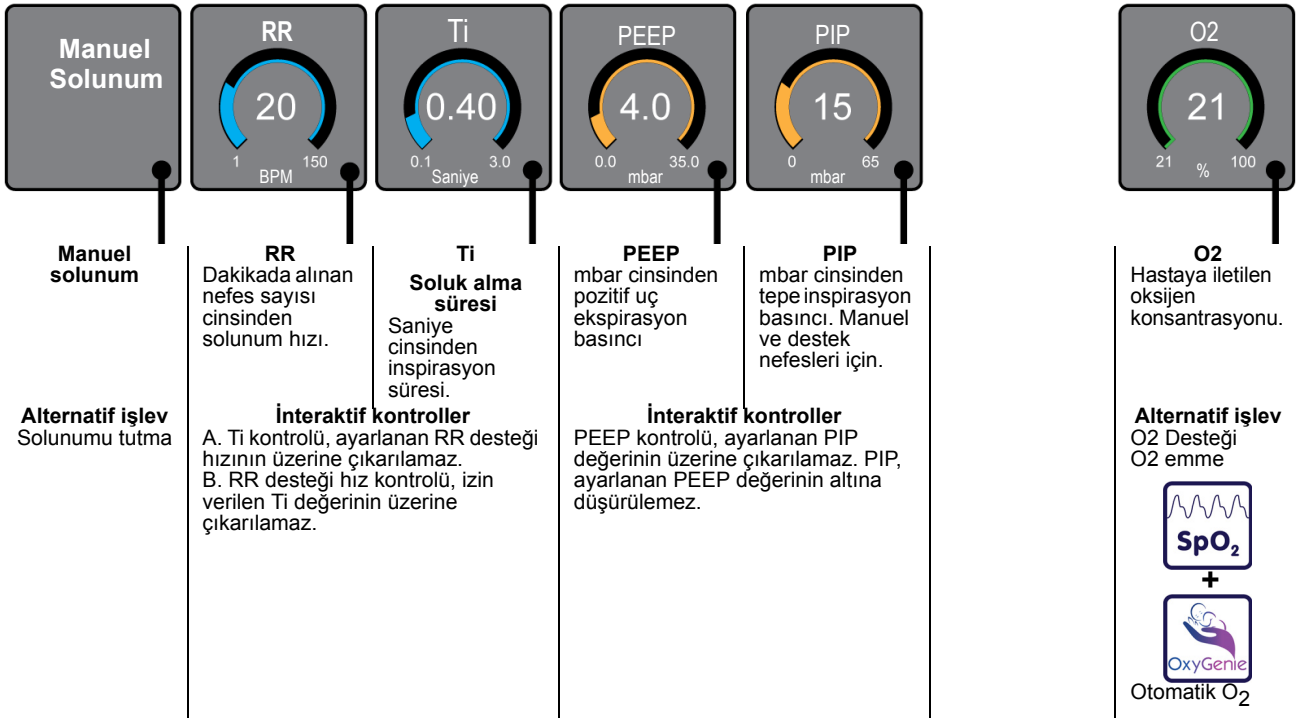 Manuel
Solunum
RR
20
1
150
BPM
Ti
0.40
0.1
3.0
Saniye
PEEP
4.0
0.0
35.0
mbar
PIP
15
0
65
mbar
O2
21
21
100
%
Manuel
solunum
RR
Dakikada alınan
nefes sayısı
cinsinden
solunum hızı.
Ti
Soluk alma
süresi
Saniye
cinsinden
inspirasyon
süresi.
PEEP
mbar cinsinden
pozitif uç
ekspirasyon
basıncı
PIP
mbar cinsinden
tepe inspirasyon
basıncı. Manuel
ve destek
nefesleri için.
O2
Hastaya iletilen
oksijen
konsantrasyonu.
Alternatif işlev
Solunumu tutma
İnteraktif kontroller
A. Ti kontrolü, ayarlanan RR desteği
hızının üzerine çıkarılamaz.
B. RR desteği hız kontrolü, izin
verilen Ti değerinin üzerine
çıkarılamaz.
İnteraktif kontroller
PEEP kontrolü, ayarlanan PIP
değerinin üzerine çıkarılamaz. PIP,
ayarlanan PEEP değerinin altına
düşürülemez.
Alternatif işlev
O2 Desteği
O2 emme
SpO₂
+
OxyGenie
Otomatik O₂